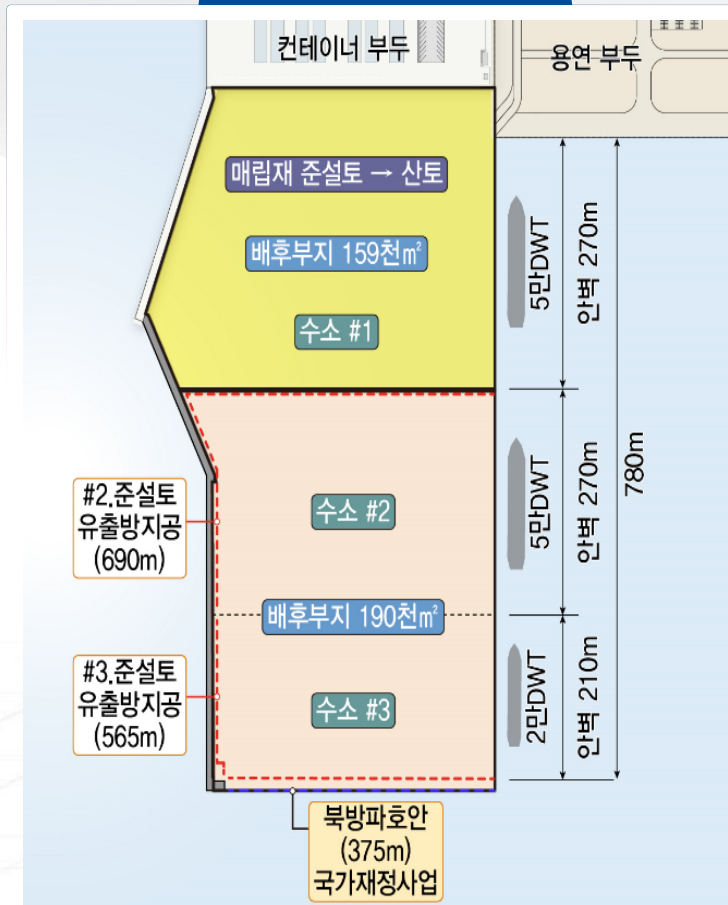 컨테이너 부두
용연 부두
매립재 준설토 → 산토
배후부지 159천㎡
수소 #1
5만DWT
안벽 270m
#2.준설토
유출방지공
(690m)
수소 #2
5만DWT
안벽 270m
780m
배후부지 190천㎡
#3.준설토
유출방지공
(565m)
수소 #3
2만DWT
안벽 210m
북방파호안
(375m)
국가재정사업